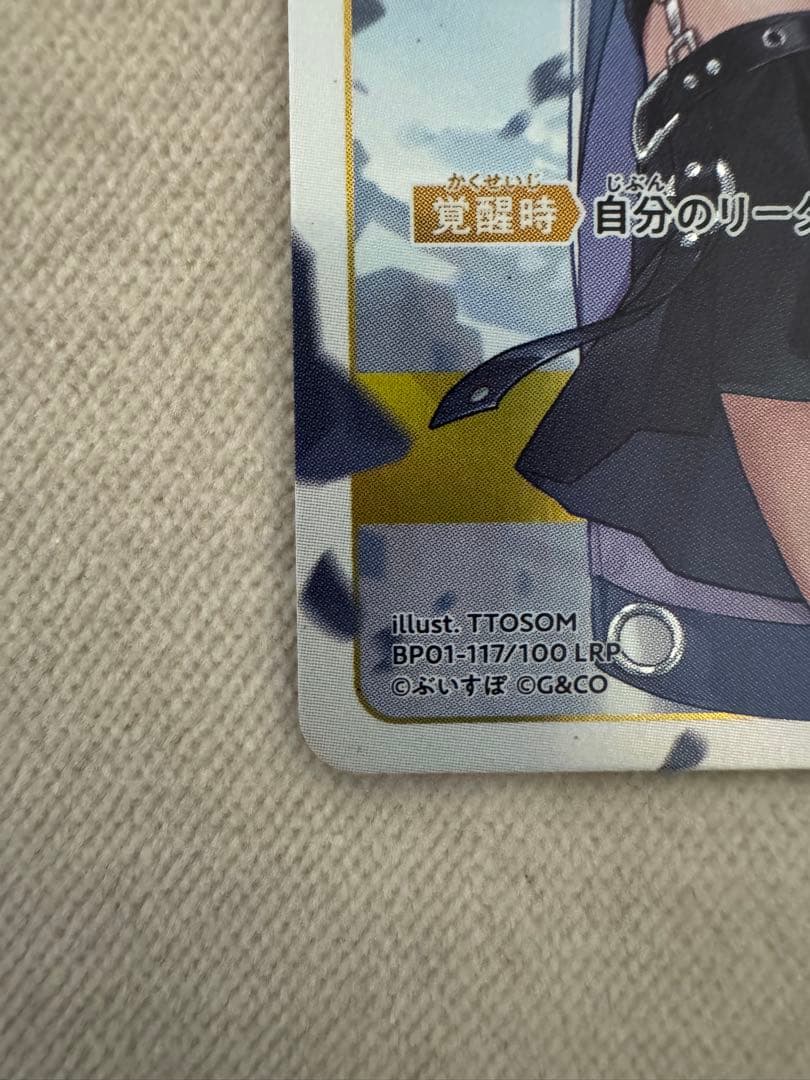 かくせいじ じぶん
覚醒時 自分のリーダ
illust. TTOSOM
BP01-117/100 LRP
©ぶいすぽ ©G&CO